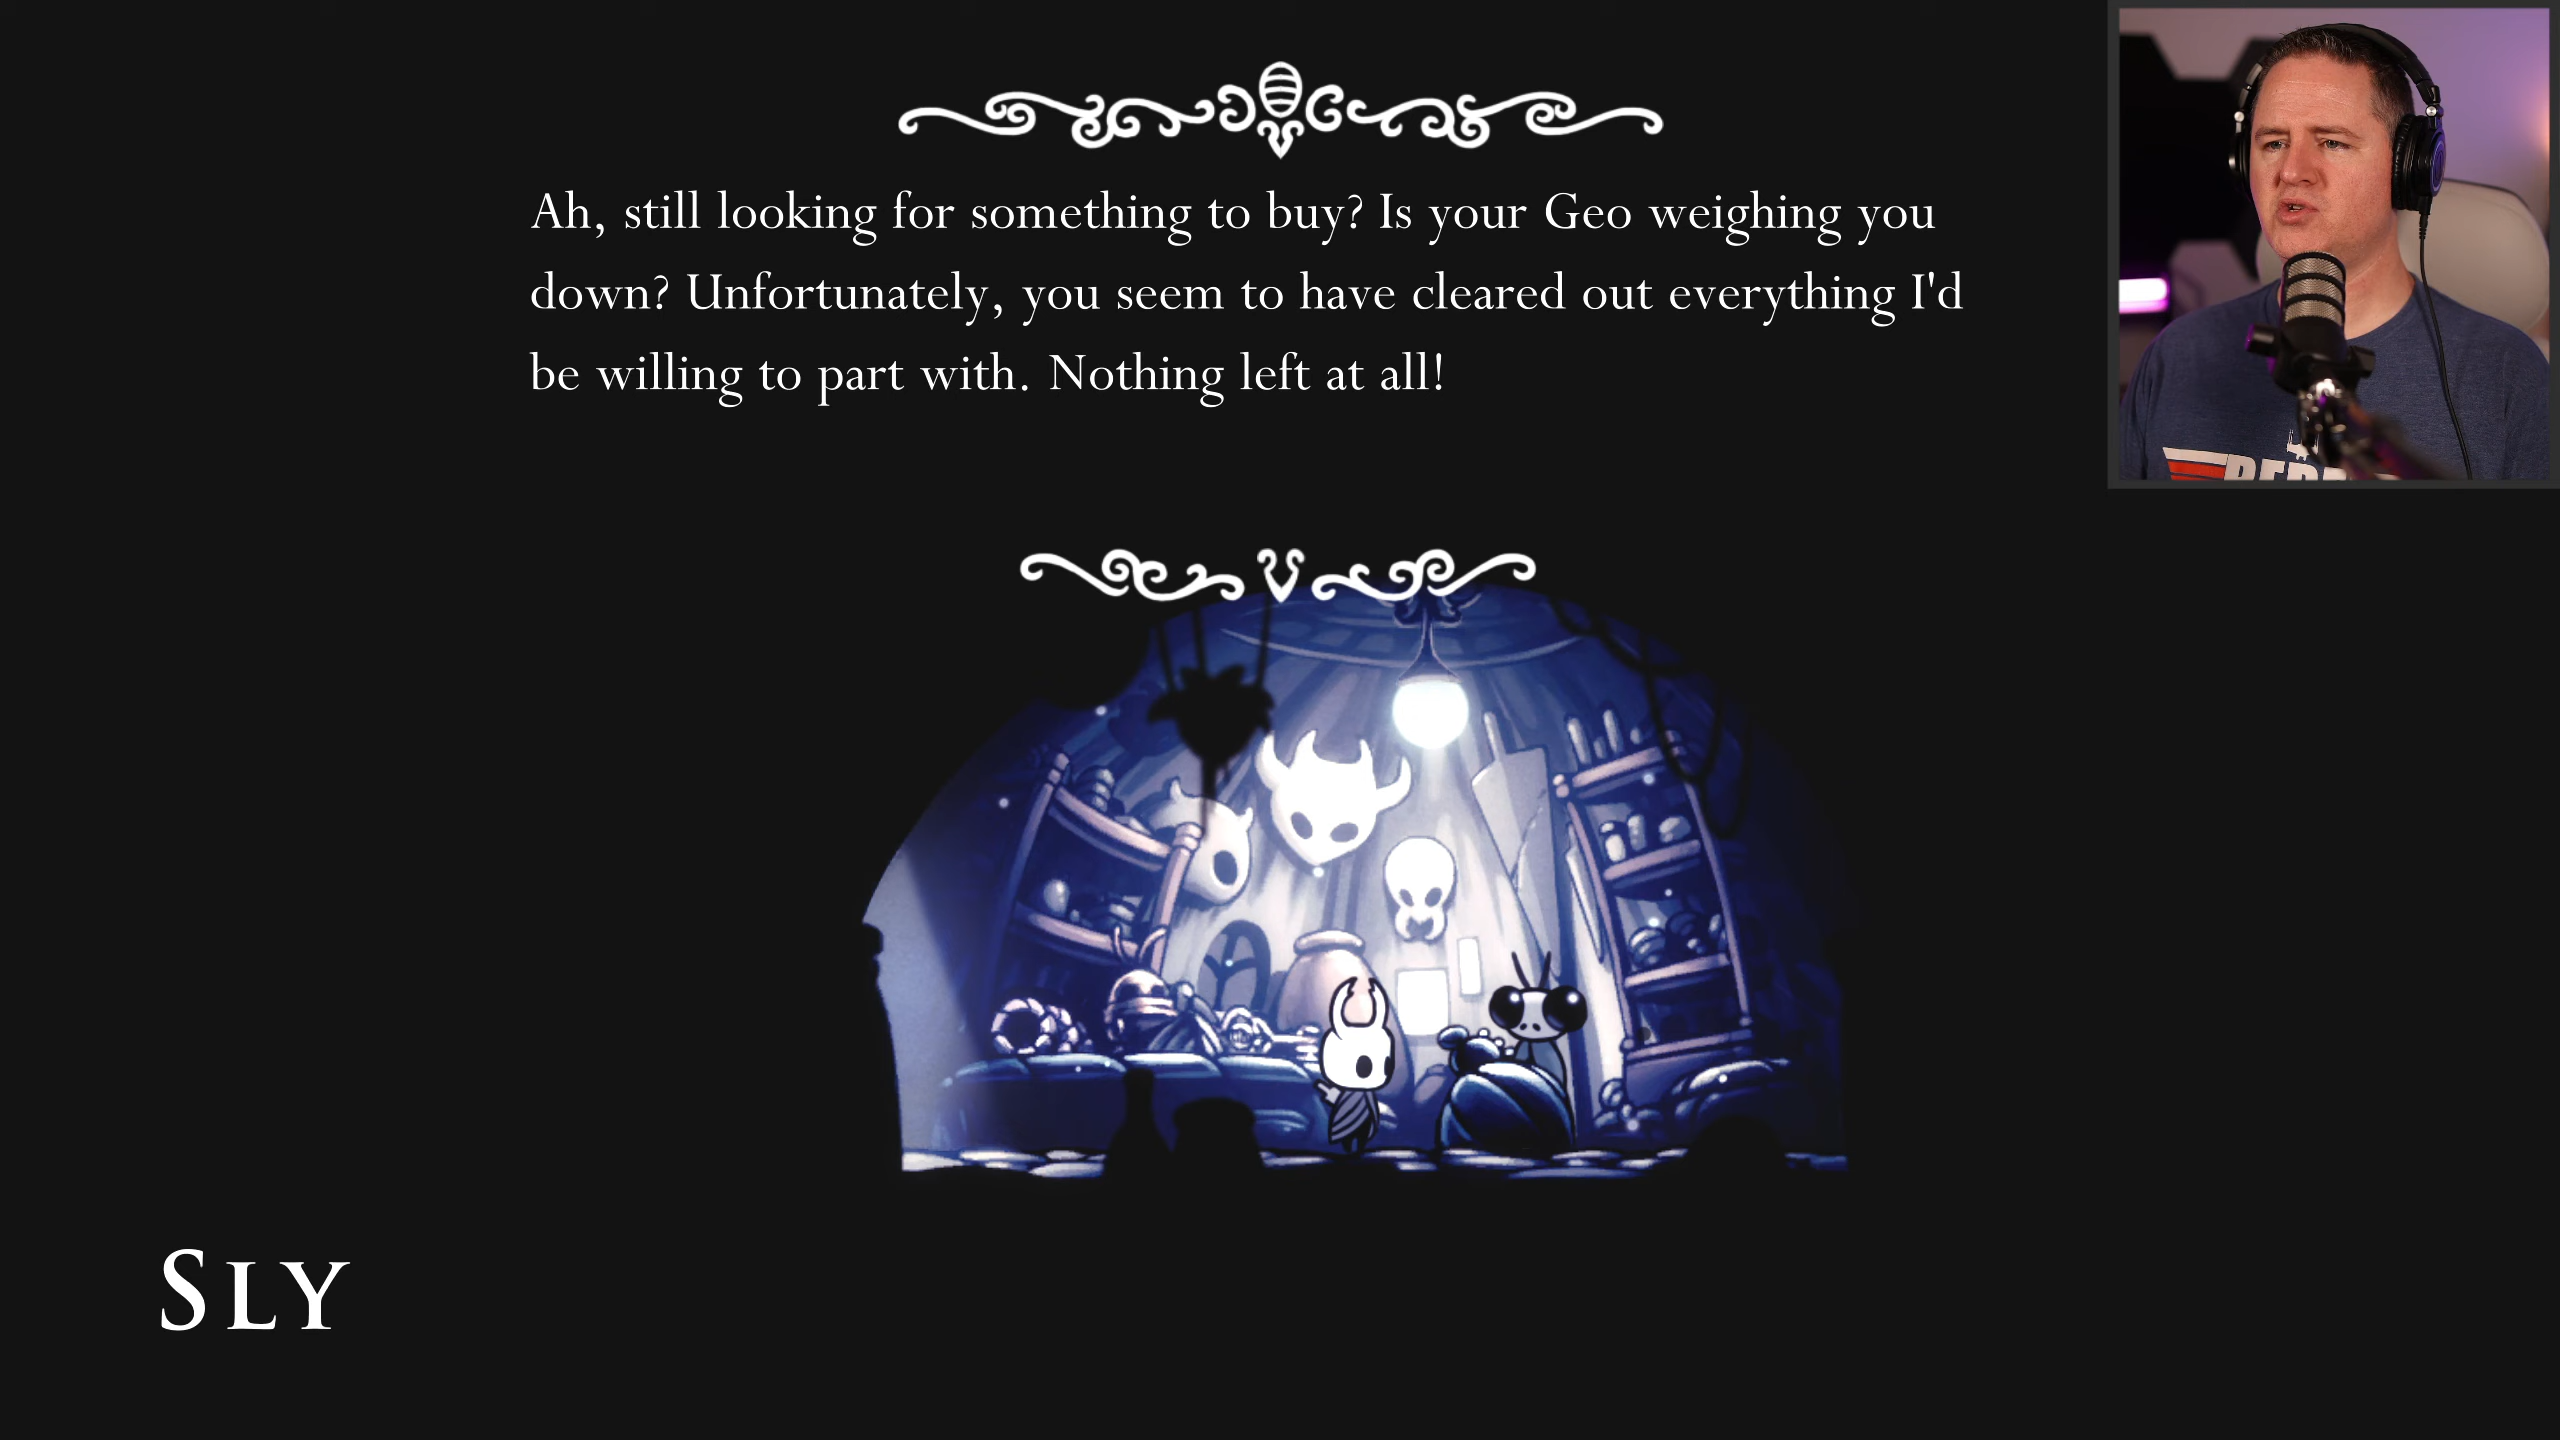 Ah, still looking for something to buy? Is your Geo weighing you
down? Unfortunately, you seem to have cleared out everything I'd
be willing to part with. Nothing left at all!
SLY